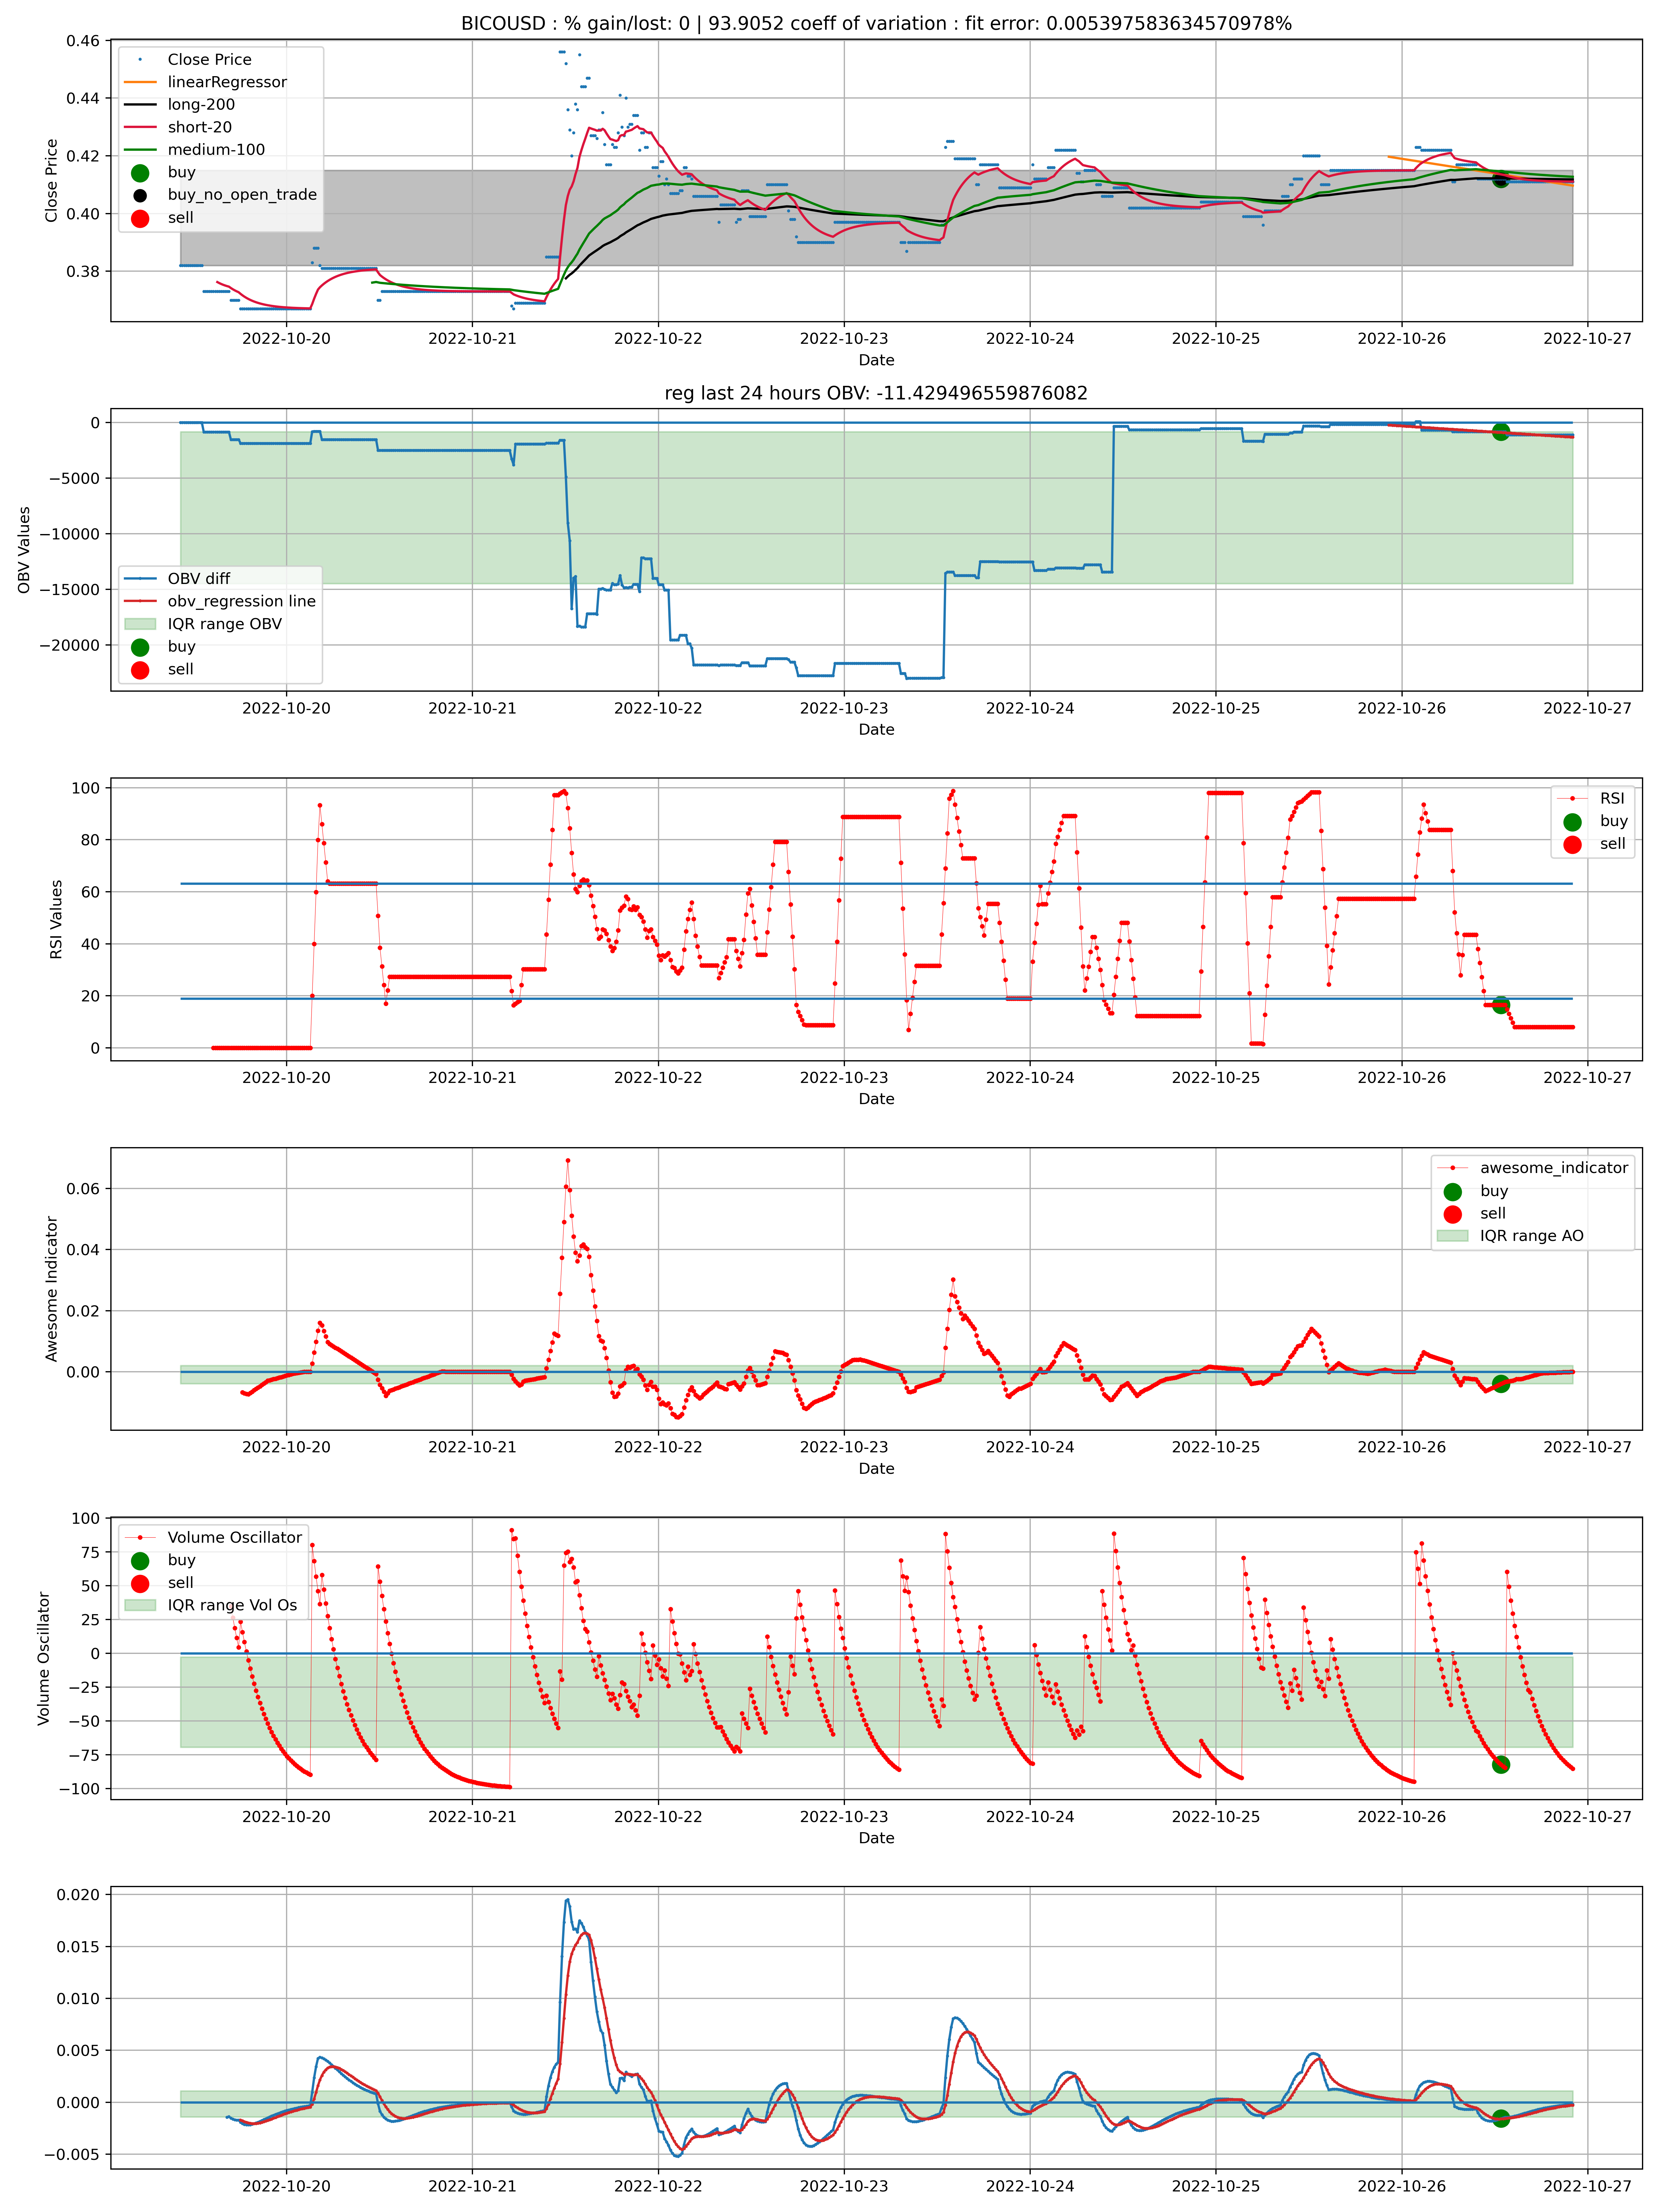 BICOUSD : % gain/lost: 0 | 93.9052 coeff of variation : fit error: 0.005397583634570978%
0.46
0.44
0.42
0.40
0.38
Close Price
Close Price
linearRegressor
long-200
short-20
medium-100
buy
buy_no_open_trade
sell
2022-10-20 2022-10-21 2022-10-22 2022-10-23 2022-10-24 2022-10-25 2022-10-26 2022-10-27
Date
reg last 24 hours OBV: -11.429496559876082
0
−5000
−10000
−15000
−20000
OBV Values
OBV diff
obv_regression line
IQR range OBV
buy
sell
2022-10-20 2022-10-21 2022-10-22 2022-10-23 2022-10-24 2022-10-25 2022-10-26 2022-10-27
Date
100
80
60
40
20
0
RSI Values
RSI
buy
sell
2022-10-20 2022-10-21 2022-10-22 2022-10-23 2022-10-24 2022-10-25 2022-10-26 2022-10-27
Date
0.06
0.04
0.02
0.00
Awesome Indicator
awesome_indicator
buy
sell
IQR range AO
2022-10-20 2022-10-21 2022-10-22 2022-10-23 2022-10-24 2022-10-25 2022-10-26 2022-10-27
Date
100
75
50
25
0
−25
−50
−75
−100
Volume Oscillator
Volume Oscillator
buy
sell
IQR range Vol Os
2022-10-20 2022-10-21 2022-10-22 2022-10-23 2022-10-24 2022-10-25 2022-10-26 2022-10-27
Date
0.020
0.015
0.010
0.005
0.000
−0.005
2022-10-20 2022-10-21 2022-10-22 2022-10-23 2022-10-24 2022-10-25 2022-10-26 2022-10-27